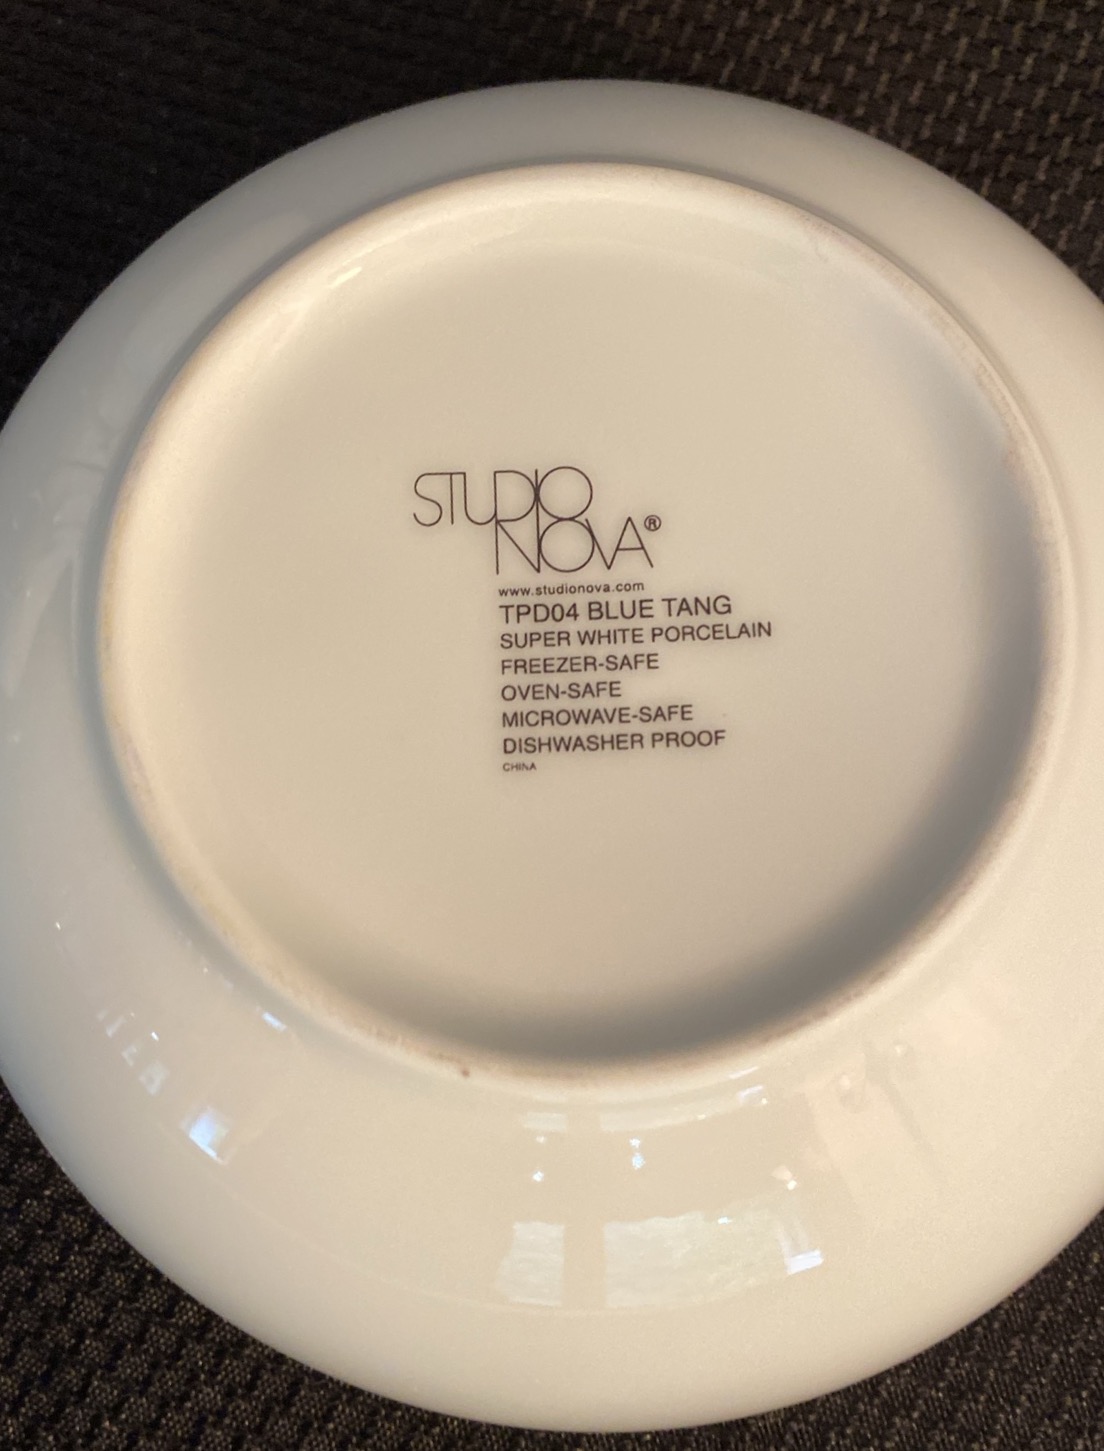 STUDIO
NOVA®
www.studionova.com
TPD04 BLUE TANG
SUPER WHITE PORCELAIN
FREEZER-SAFE
OVEN-SAFE
MICROWAVE-SAFE
DISHWASHER PROOF
CHINA